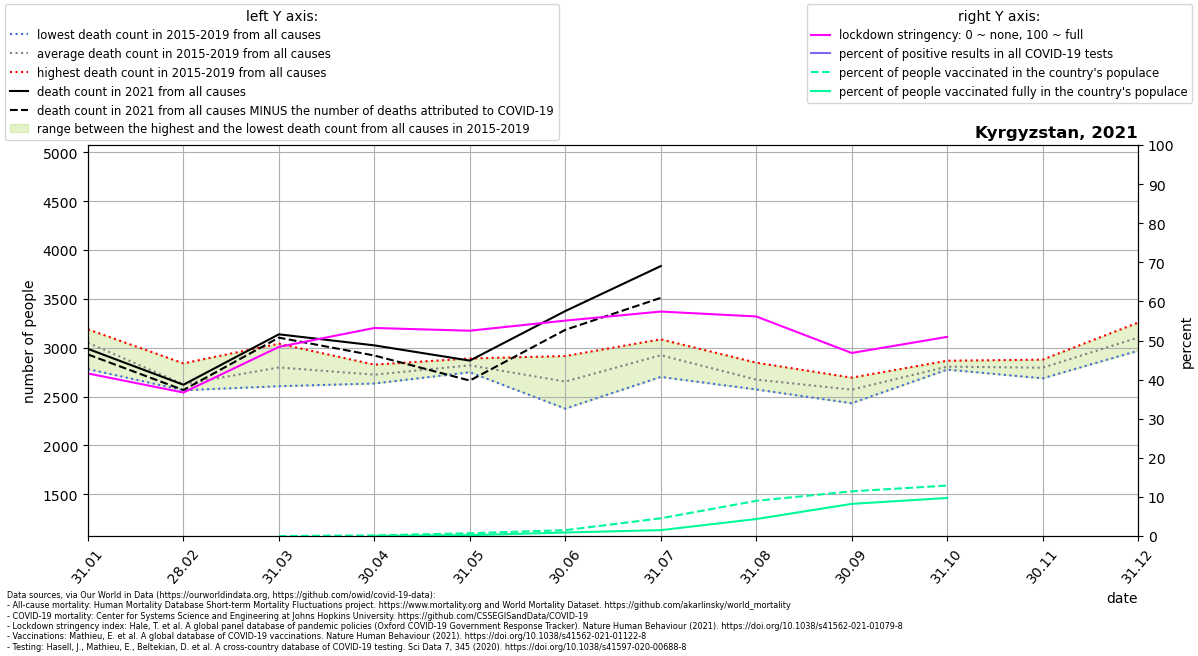 left Y axis:
lowest death count in 2015-2019 from all causes
average death count in 2015-2019 from all causes
highest death count in 2015-2019 from all causes
death count in 2021 from all causes
death count in 2021 from all causes MINUS the number of deaths attributed to COVID-19
range between the highest and the lowest death count from all causes in 2015-2019
right Y axis:
lockdown stringency: 0 ~ none, 100 ~ full
percent of positive results in all COVID-19 tests
percent of people vaccinated in the country's populace
percent of people vaccinated fully in the country's populace
Kyrgyzstan, 2021
5000
4500
4000
3500
3000
2500
2000
1500
number of people
100
90
80
70
60
50
40
30
20
10
0
percent
31.01
28.02
31.03
30.04
31.05
30.06
31.07
31.08
30.09
31.10
30.11
31.12
date
Data sources, via Our World in Data (https://ourworldindata.org, https://github.com/owid/covid-19-data):
- All-cause mortality: Human Mortality Database Short-term Mortality Fluctuations project. https://www.mortality.org and World Mortality Dataset. https://github.com/akarlinsky/world_mortality
- COVID-19 mortality: Center for Systems Science and Engineering at Johns Hopkins University. https://github.com/CSSEGISandData/COVID-19
- Lockdown stringency index: Hale, T. et al. A global panel database of pandemic policies (Oxford COVID-19 Government Response Tracker). Nature Human Behaviour (2021). https://doi.org/10.1038/s41562-021-01079-8
- Vaccinations: Mathieu, E. et al. A global database of COVID-19 vaccinations. Nature Human Behaviour (2021). https://doi.org/10.1038/s41562-021-01122-8
- Testing: Hasell, J., Mathieu, E., Beltekian, D. et al. A cross-country database of COVID-19 testing. Sci Data 7, 345 (2020). https://doi.org/10.1038/s41597-020-00688-8